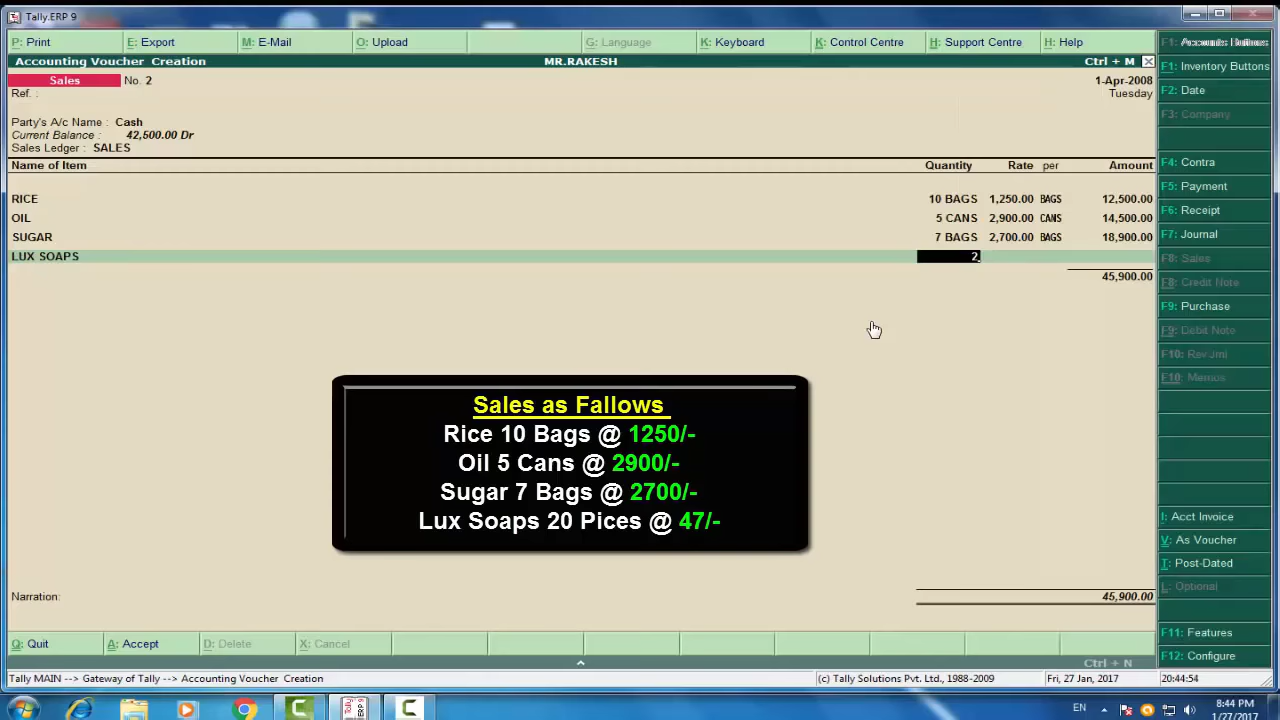 Tally.ERP 9
P: Print E: Export M: E-Mail O: Upload G: Language K: Keyboard K: Control Centre H: Support Centre H: Help
Accounting Voucher Creation MR.RAKESH Ctrl + M
Sales No. 2 1-Apr-2008
Ref. : Tuesday
Party's A/c Name : Cash
Current Balance : 42,500.00 Dr
Sales Ledger : SALES
Name of Item Quantity Rate per Amount
RICE 10 BAGS 1,250.00 BAGS 12,500.00
OIL 5 CANS 2,900.00 CANS 14,500.00
SUGAR 7 BAGS 2,700.00 BAGS 18,900.00
LUX SOAPS 2
45,900.00
Sales as Fallows
Rice 10 Bags @ 1250/-
Oil 5 Cans @ 2900/-
Sugar 7 Bags @ 2700/-
Lux Soaps 20 Pices @ 47/-
Narration: 45,900.00
F1: Accounts Buttons
F1: Inventory Buttons
F2: Date
F3: Company
F4: Contra
F5: Payment
F6: Receipt
F7: Journal
F8: Sales
F8: Credit Note
F9: Purchase
F9: Debit Note
F10: Rev Jrnl
F10: Memos
I: Acct Invoice
V: As Voucher
T: Post-Dated
L: Optional
F11: Features
F12: Configure
Q: Quit A: Accept D: Delete X: Cancel
Ctrl + N
Tally MAIN --> Gateway of Tally --> Accounting Voucher Creation (c) Tally Solutions Pvt. Ltd., 1988-2009 Fri, 27 Jan, 2017 20:44:54
EN 8:44 PM
1/27/2017